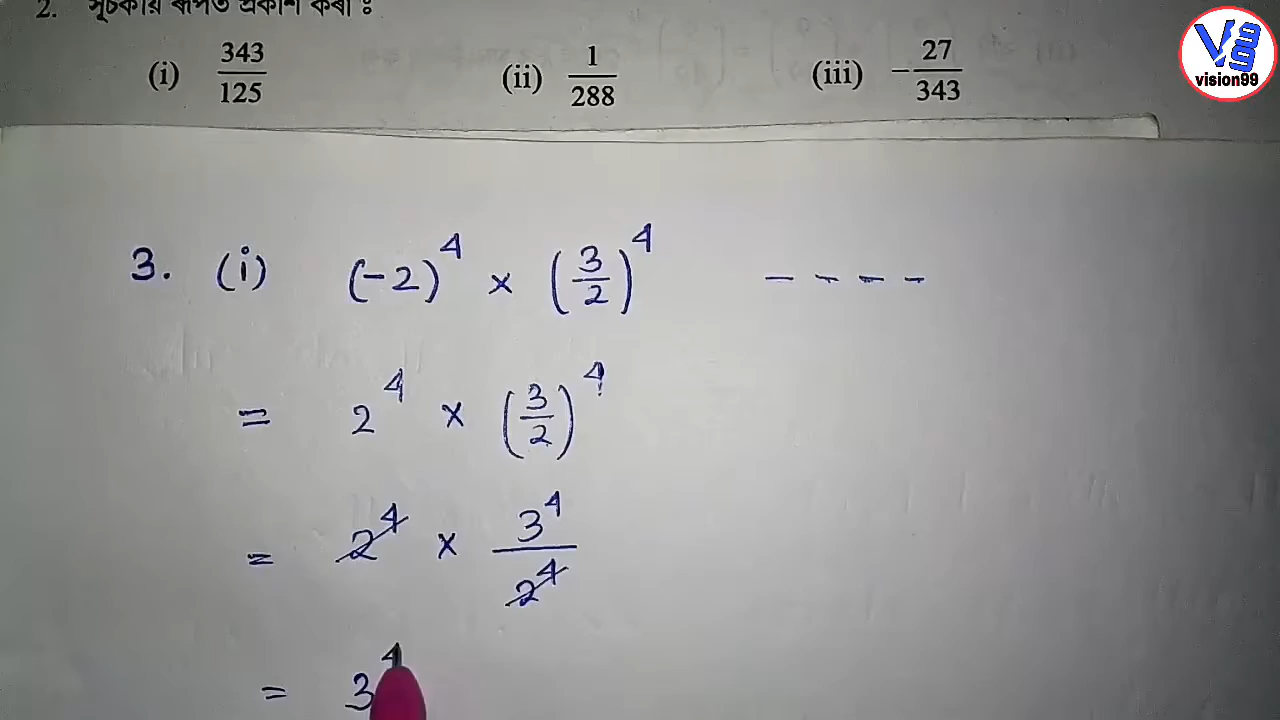 2. সূচকীয় ৰূপত প্ৰকাশ কৰা :
(i) 343/125 (ii) 1/288 (iii) -27/343
vision99
3. (i) (-2)^4 × (3/2)^4 ----
= 2^4 × (3/2)^4
= 2^4 × 3^4/2^4
= 3^4